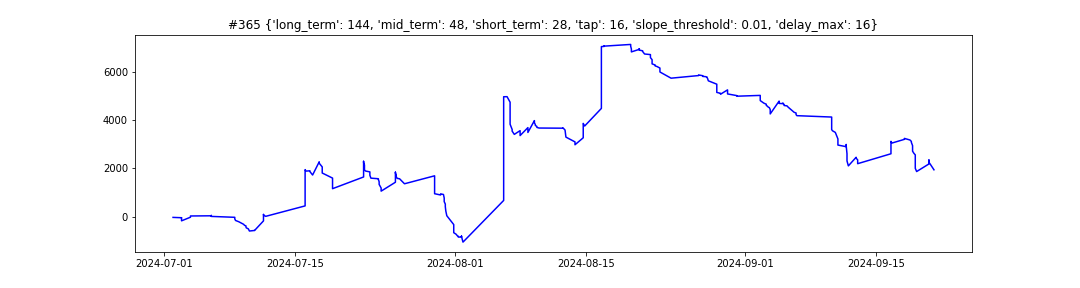 #365 {'long_term': 144, 'mid_term': 48, 'short_term': 28, 'tap': 16, 'slope_threshold': 0.01, 'delay_max': 16}
6000
4000
2000
0
2024-07-01 2024-07-15 2024-08-01 2024-08-15 2024-09-01 2024-09-15